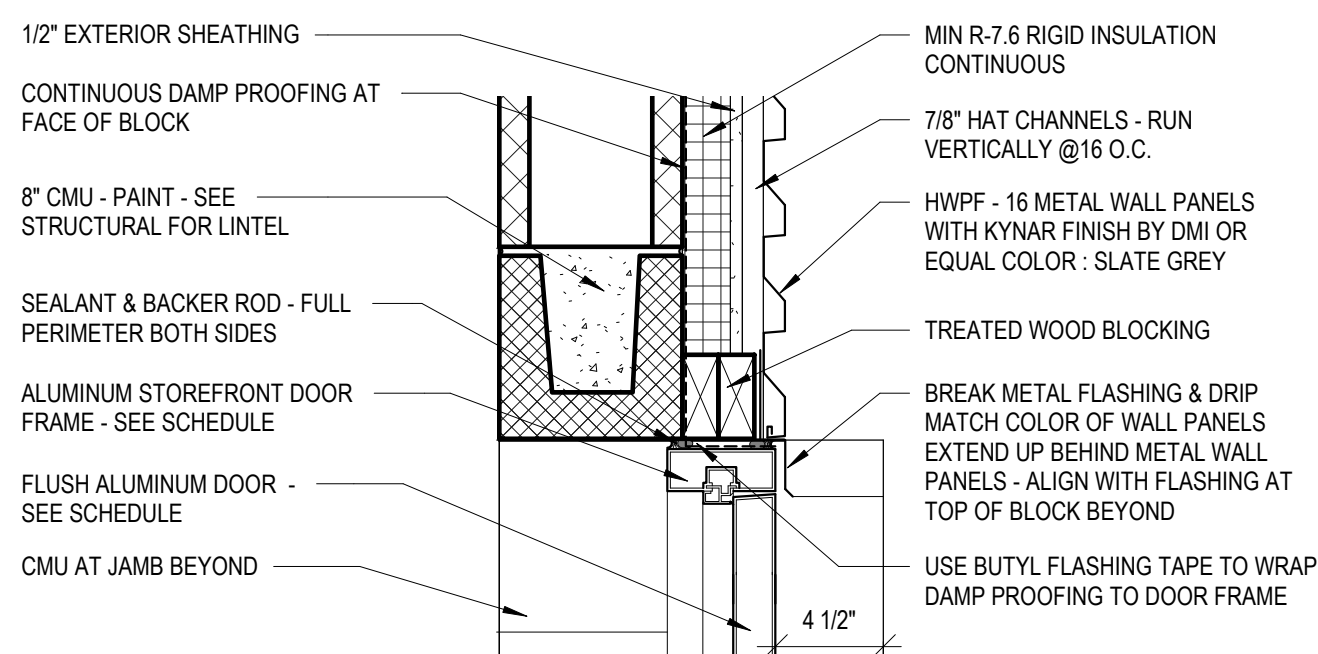 1/2" EXTERIOR SHEATHING
CONTINUOUS DAMP PROOFING AT
FACE OF BLOCK
8" CMU - PAINT - SEE
STRUCTURAL FOR LINTEL
SEALANT & BACKER ROD - FULL
PERIMETER BOTH SIDES
ALUMINUM STOREFRONT DOOR
FRAME - SEE SCHEDULE
FLUSH ALUMINUM DOOR -
SEE SCHEDULE
CMU AT JAMB BEYOND
MIN R-7.6 RIGID INSULATION
CONTINUOUS
7/8" HAT CHANNELS - RUN
VERTICALLY @16 O.C.
HWPF - 16 METAL WALL PANELS
WITH KYNAR FINISH BY DMI OR
EQUAL COLOR : SLATE GREY
TREATED WOOD BLOCKING
BREAK METAL FLASHING & DRIP
MATCH COLOR OF WALL PANELS
EXTEND UP BEHIND METAL WALL
PANELS - ALIGN WITH FLASHING AT
TOP OF BLOCK BEYOND
USE BUTYL FLASHING TAPE TO WRAP
DAMP PROOFING TO DOOR FRAME
4 1/2"